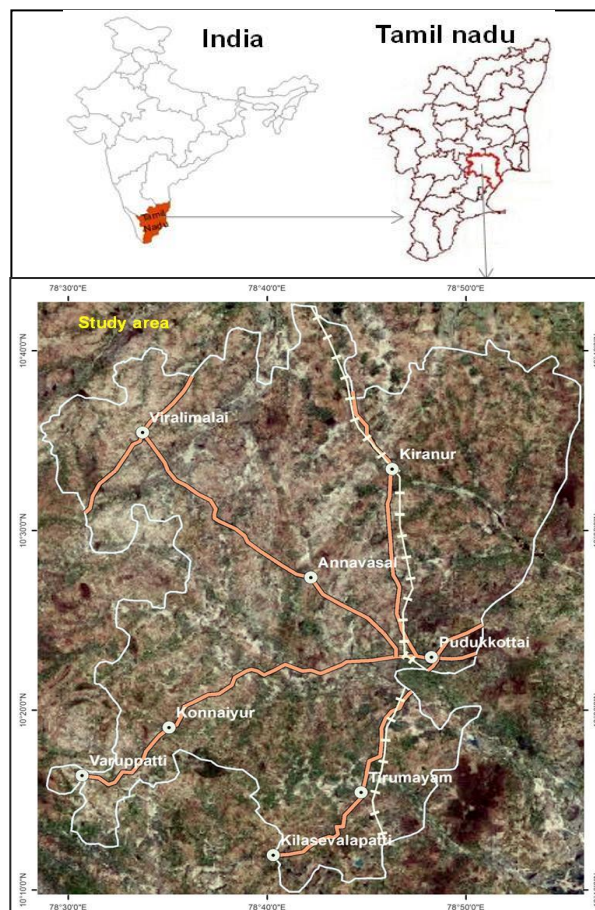 India
Tamil nadu
Tamil
Nadu
78°30'0"E
78°40'0"E
78°50'0"E
Study area
10°40'0"N
Viralimalai
Kiranur
10°30'0"N
Annavasal
Pudukkottai
10°20'0"N
Konnaiyur
Varuppatti
Tirumayam
Kilasevalapatti
10°10'0"N
78°30'0"E
78°40'0"E
78°50'0"E